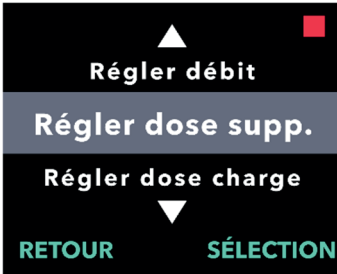 Régler débit
Régler dose supp.
Régler dose charge
RETOUR SÉLECTION